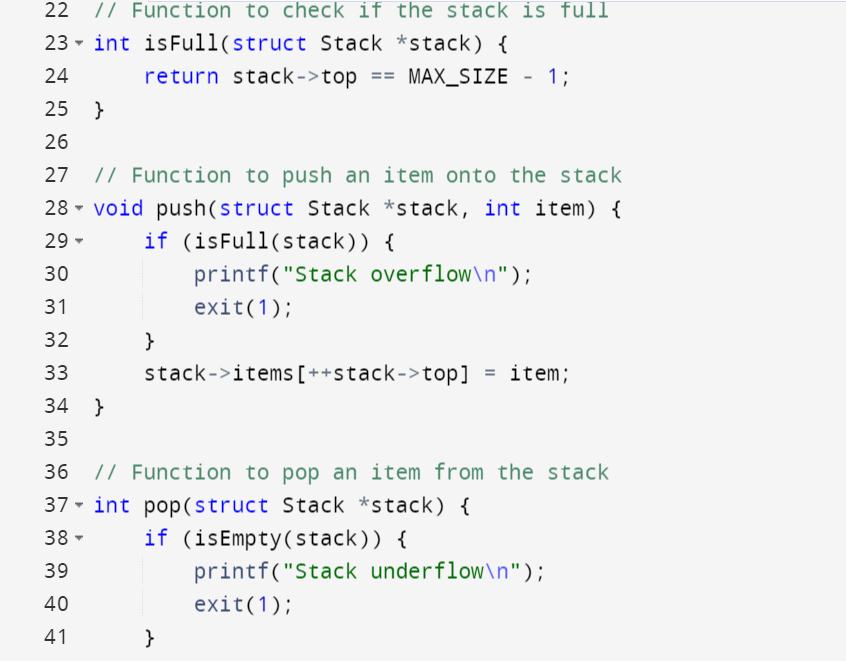 22 // Function to check if the stack is full
23 int isFull(struct Stack *stack) {
24     return stack->top == MAX_SIZE - 1;
25 }
26
27 // Function to push an item onto the stack
28 void push(struct Stack *stack, int item) {
29     if (isFull(stack)) {
30         printf("Stack overflow\n");
31         exit(1);
32     }
33     stack->items[++stack->top] = item;
34 }
35
36 // Function to pop an item from the stack
37 int pop(struct Stack *stack) {
38     if (isEmpty(stack)) {
39         printf("Stack underflow\n");
40         exit(1);
41     }